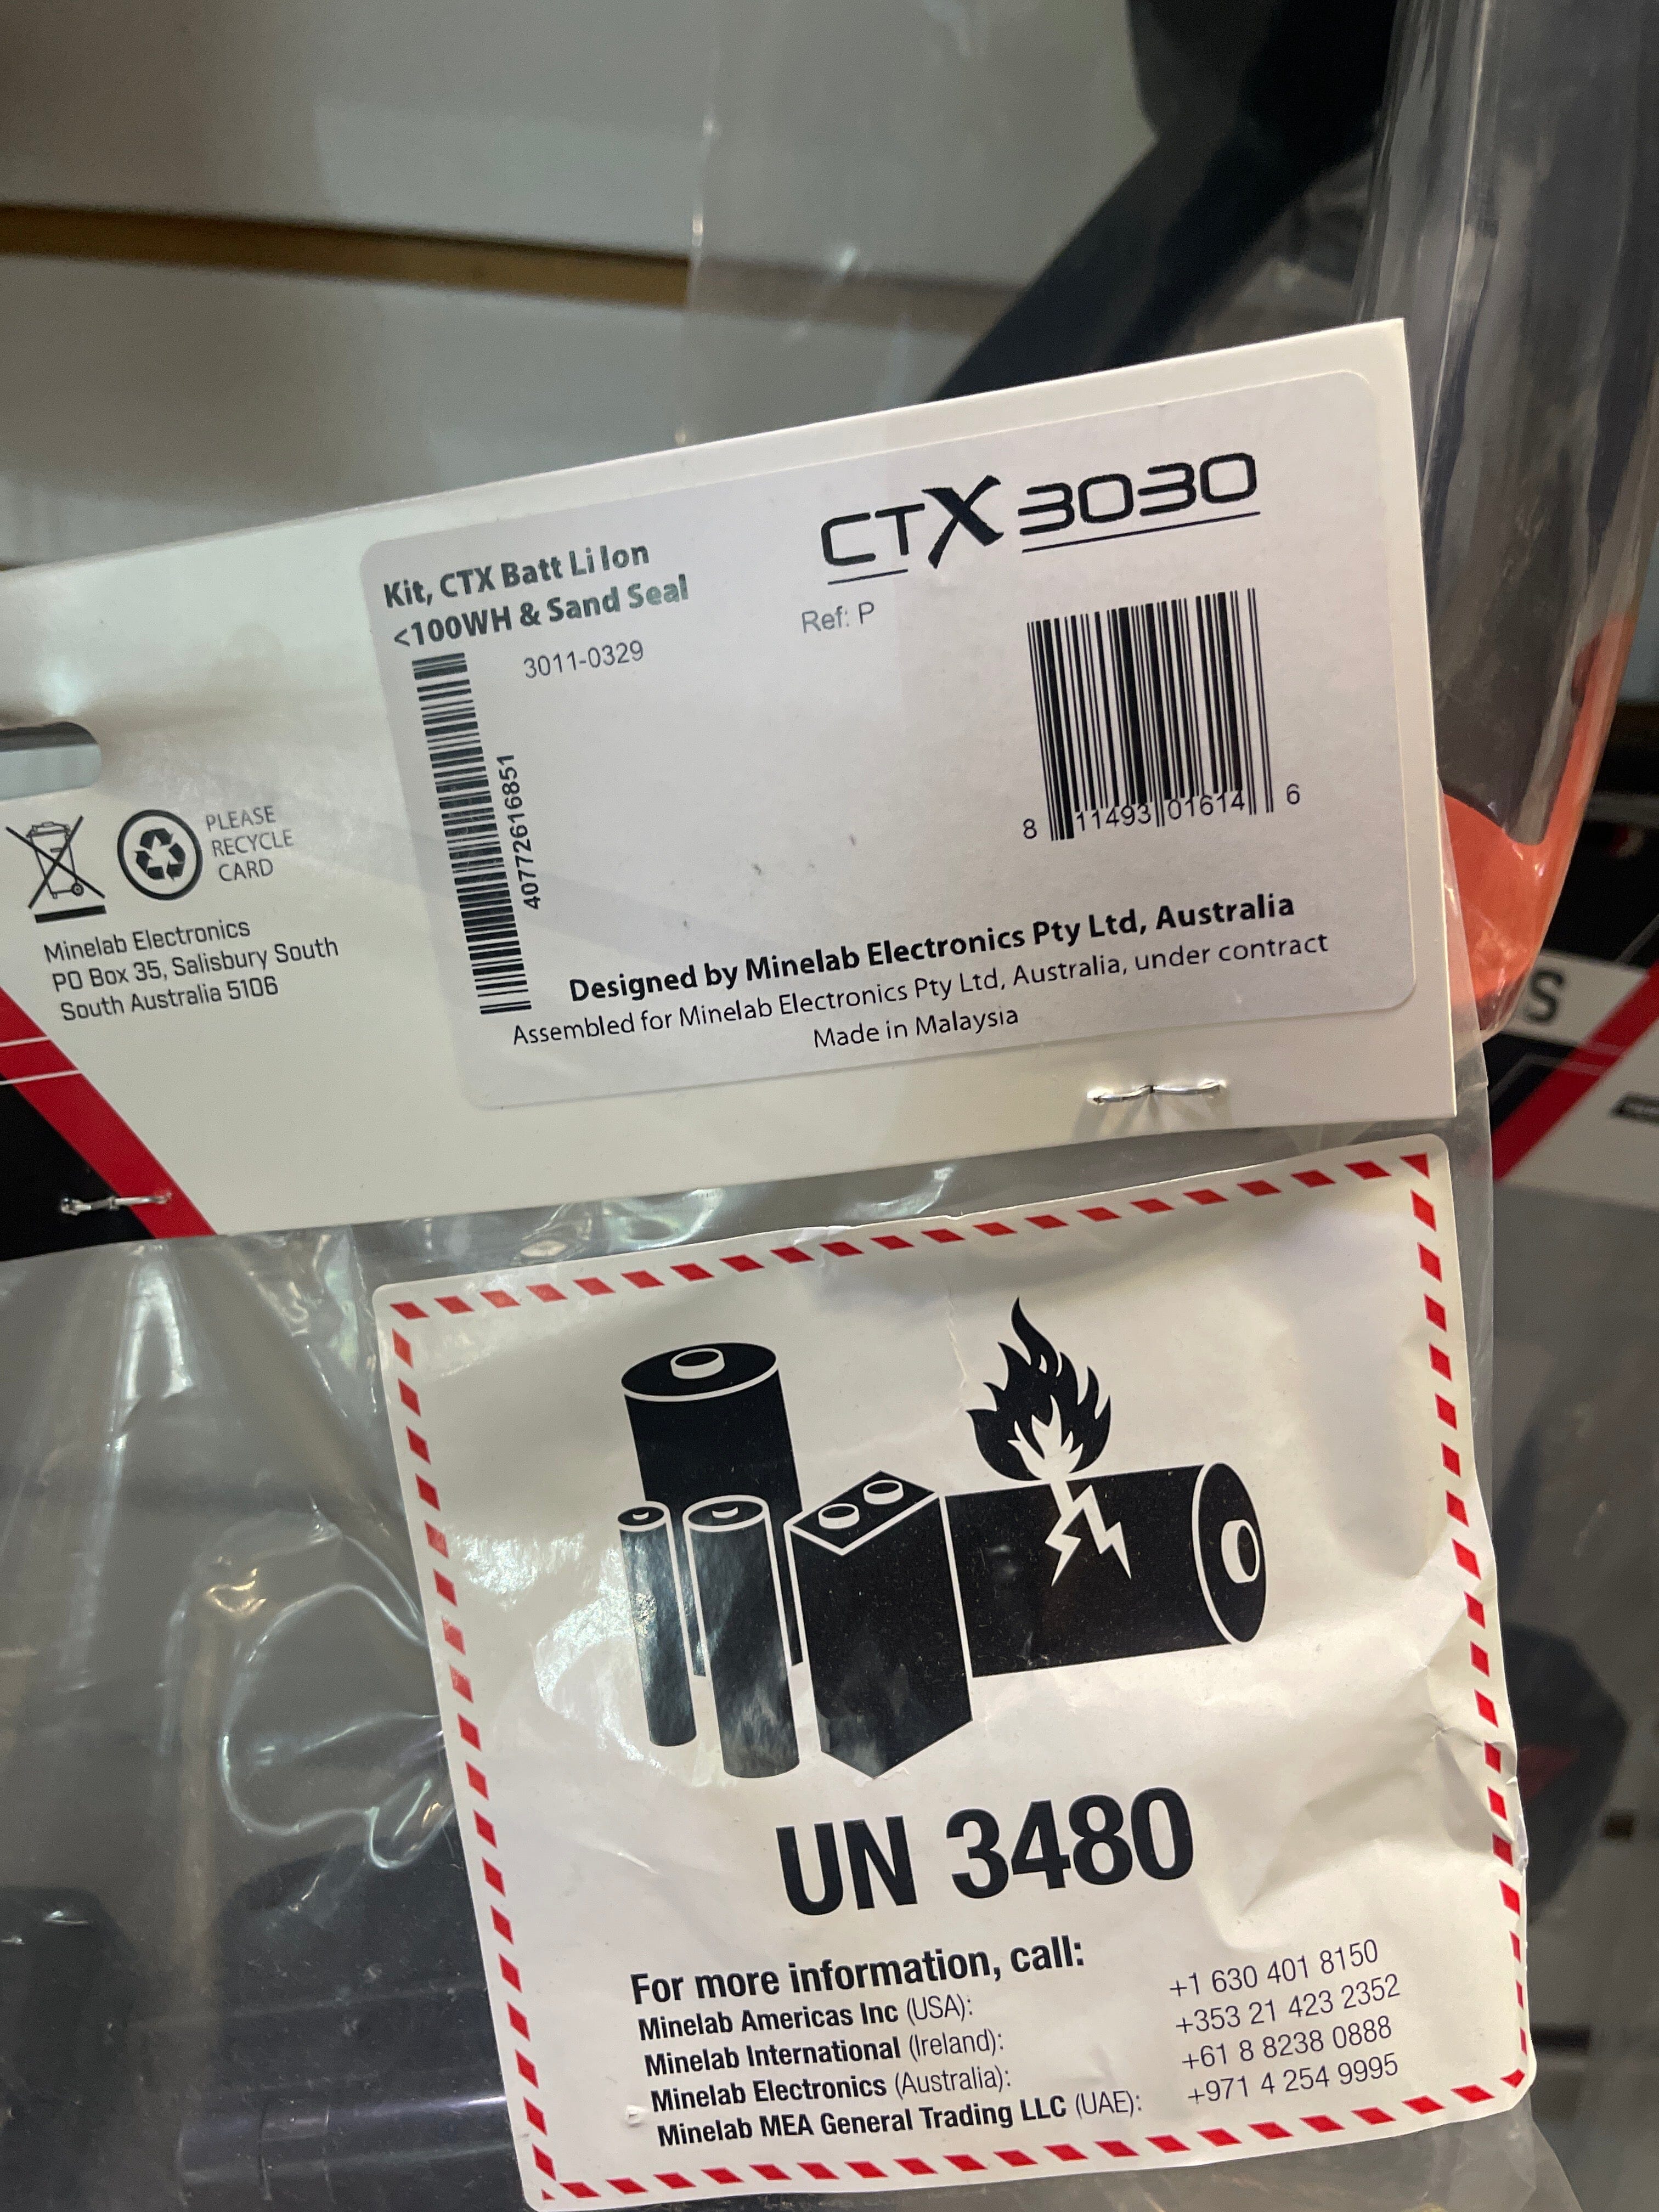 CTX 3030
Kit, CTX Batt Li Ion
<100WH & Sand Seal
3011-0329
Ref: P
40772616851
8 11493 01614 6
PLEASE
RECYCLE
CARD
Minelab Electronics
PO Box 35, Salisbury South
South Australia 5106
Designed by Minelab Electronics Pty Ltd, Australia
Assembled for Minelab Electronics Pty Ltd, Australia, under contract
Made in Malaysia
S
UN 3480
For more information, call:
Minelab Americas Inc (USA): +1 630 401 8150
Minelab International (Ireland): +353 21 423 2352
Minelab Electronics (Australia): +61 8 8238 0888
Minelab MEA General Trading LLC (UAE): +971 4 254 9995